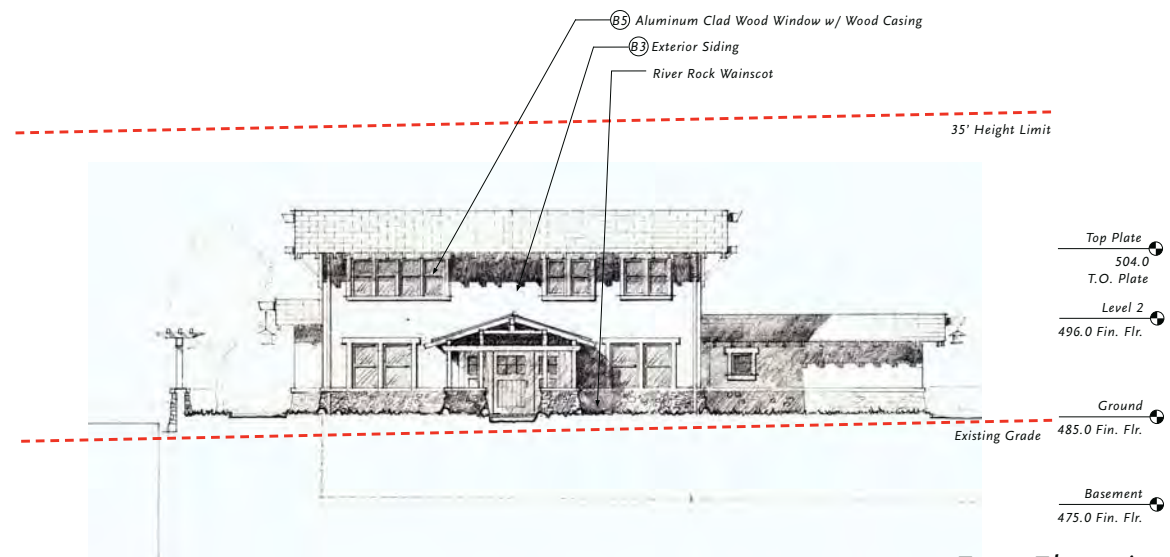 B5 Aluminum Clad Wood Window w/ Wood Casing
B3 Exterior Siding
River Rock Wainscot
35' Height Limit
Top Plate
504.0
T.O. Plate
Level 2
496.0 Fin. Flr.
Ground
485.0 Fin. Flr.
Existing Grade
Basement
475.0 Fin. Flr.